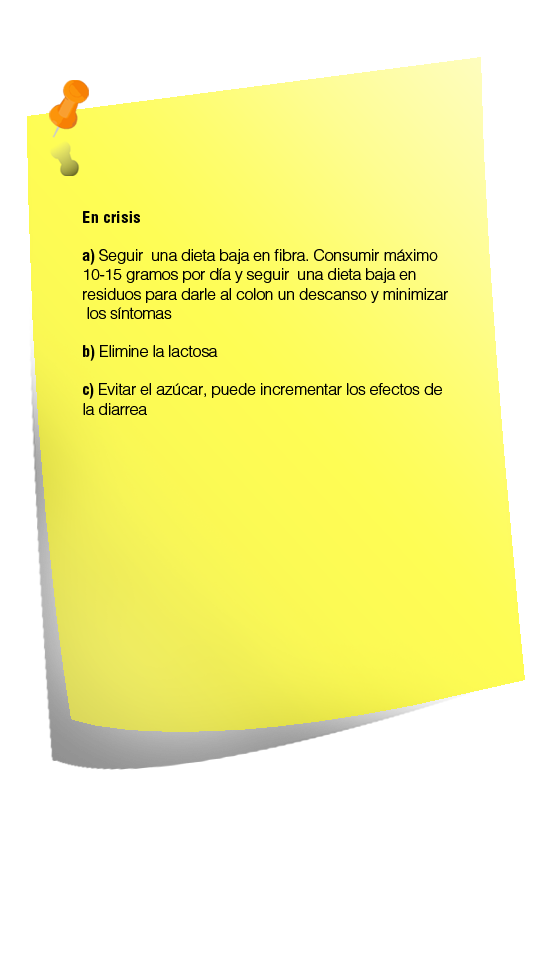 En crisis
a) Seguir  una dieta baja en fibra. Consumir máximo
10-15 gramos por día y seguir  una dieta baja en
residuos para darle al colon un descanso y minimizar
los síntomas
b) Elimine la lactosa
c) Evitar el azúcar, puede incrementar los efectos de
la diarrea